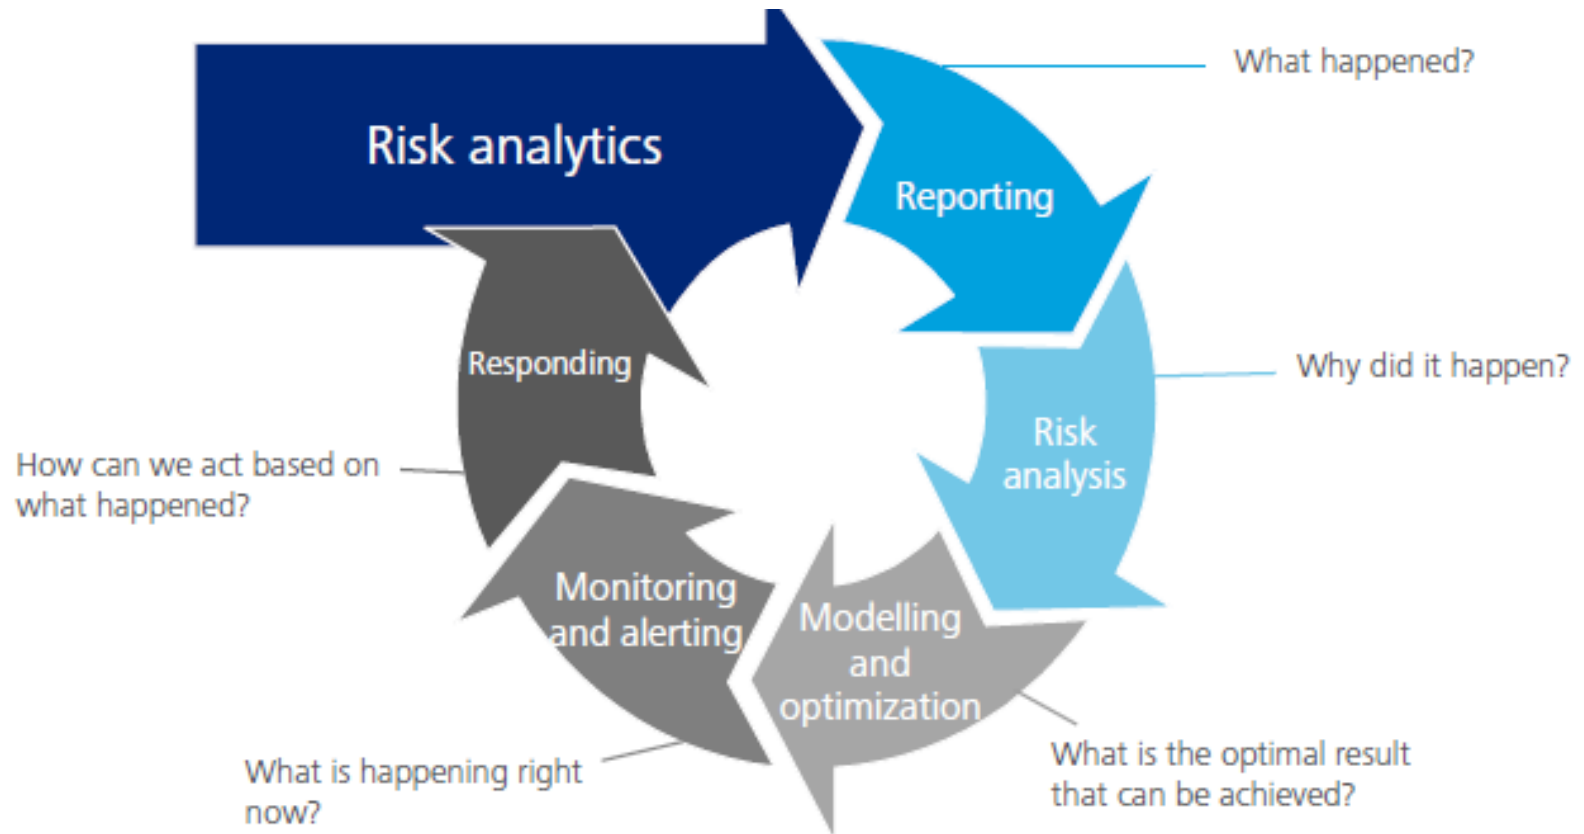 Risk analytics
What happened?
Reporting
Why did it happen?
Risk
analysis
Modelling
and
optimization
What is the optimal result
that can be achieved?
Monitoring
and alerting
What is happening right
now?
Responding
How can we act based on
what happened?